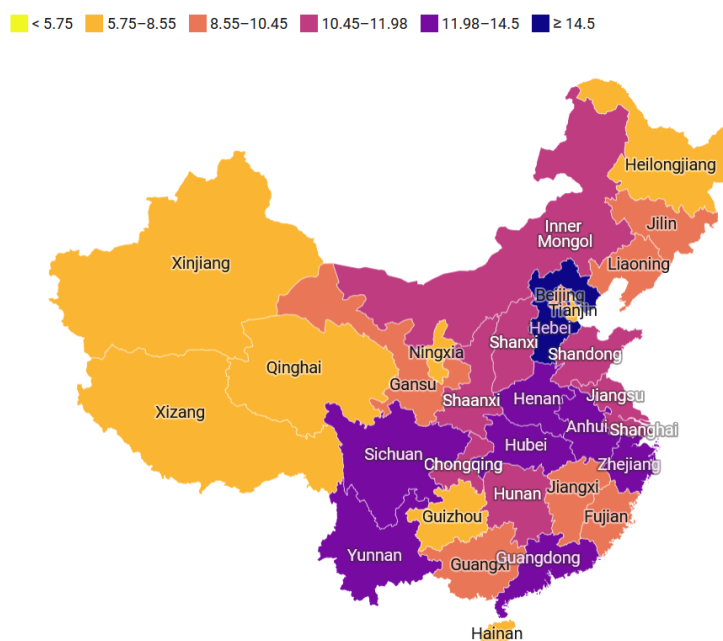 < 5.75 5.75–8.55 8.55–10.45 10.45–11.98 11.98–14.5 ≥ 14.5
Heilongjiang
Jilin
Inner
Mongol
Liaoning
Xinjiang
Beijing
Tianjin
Hebei
Shanxi
Ningxia
Shandong
Qinghai
Gansu
Shaanxi
Henan
Jiangsu
Xizang
Anhui
Shanghai
Hubei
Sichuan
Chongqing
Zhejiang
Jiangxi
Hunan
Guizhou
Fujian
Yunnan
Guangxi
Guangdong
Hainan